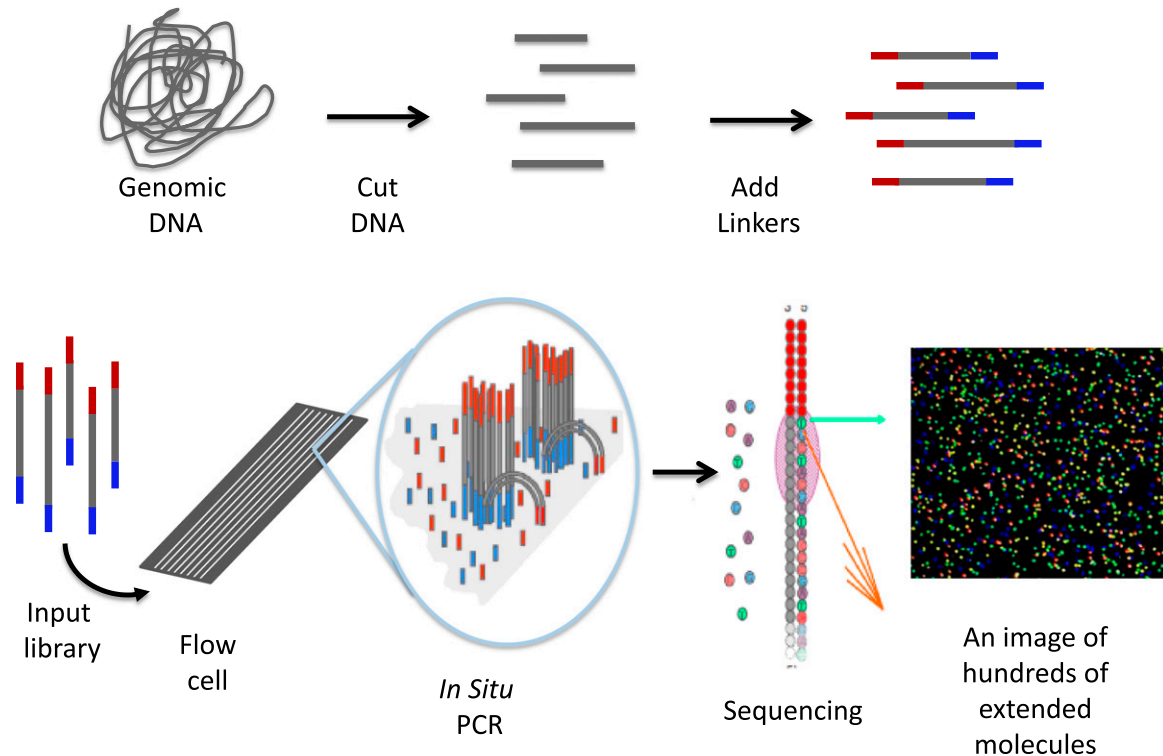 Genomic
DNA
Cut
DNA
Add
Linkers
Input
library
Flow
cell
In Situ
PCR
Sequencing
An image of
hundreds of
extended
molecules